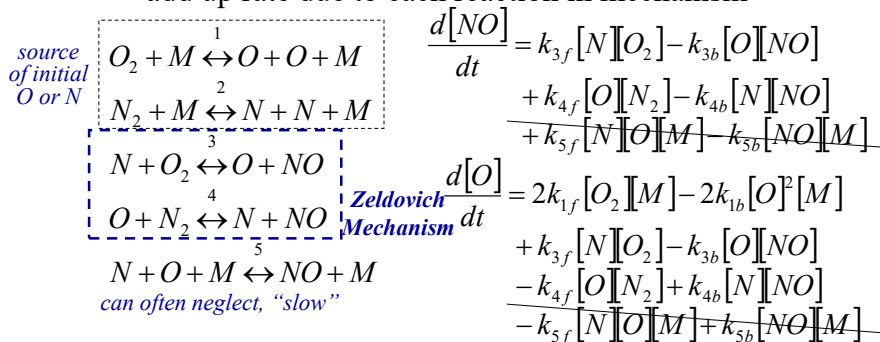 add up rate due to each reaction in mechanism
source
of initial
O or N
O₂ + M ↔ O + O + M
1
N₂ + M ↔ N + N + M
2
N + O₂ ↔ O + NO
3
O + N₂ ↔ N + NO
4
Zeldovich
Mechanism
N + O + M ↔ NO + M
5
can often neglect, “slow”
d[NO]/dt = k₃f[N][O₂] − k₃b[O][NO]
+ k₄f[O][N₂] − k₄b[N][NO]
+ k₅f[N][O][M] − k₅b[NO][M]
d[O]/dt = 2k₁f[O₂][M] − 2k₁b[O]²[M]
+ k₃f[N][O₂] − k₃b[O][NO]
− k₄f[O][N₂] + k₄b[N][NO]
− k₅f[N][O][M] + k₅b[NO][M]